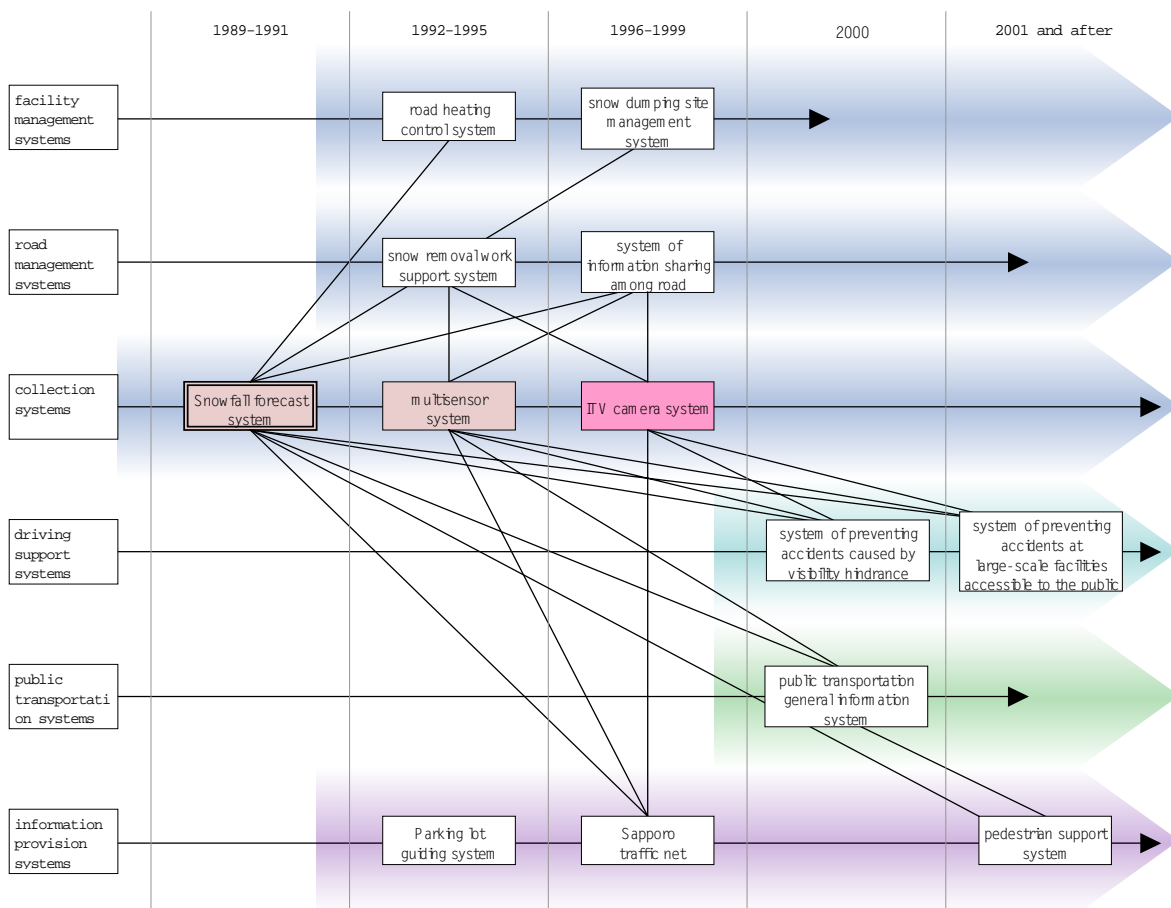 1989-1991
1992-1995
1996-1999
2000
2001 and after
facility
management
systems
road heating
control system
snow dumping site
management
system
road
management
systems
snow removal work
support system
system of
information sharing
among road
collection
systems
Snowfall forecast
system
multisensor
system
ITV camera system
driving
support
systems
system of preventing
accidents caused by
visibility hindrance
system of preventing
accidents at
large-scale facilities
accessible to the public
public
transportati
on systems
public transportation
general information
system
information
provision
systems
Parking lot
guiding system
Sapporo
traffic net
pedestrian support
system